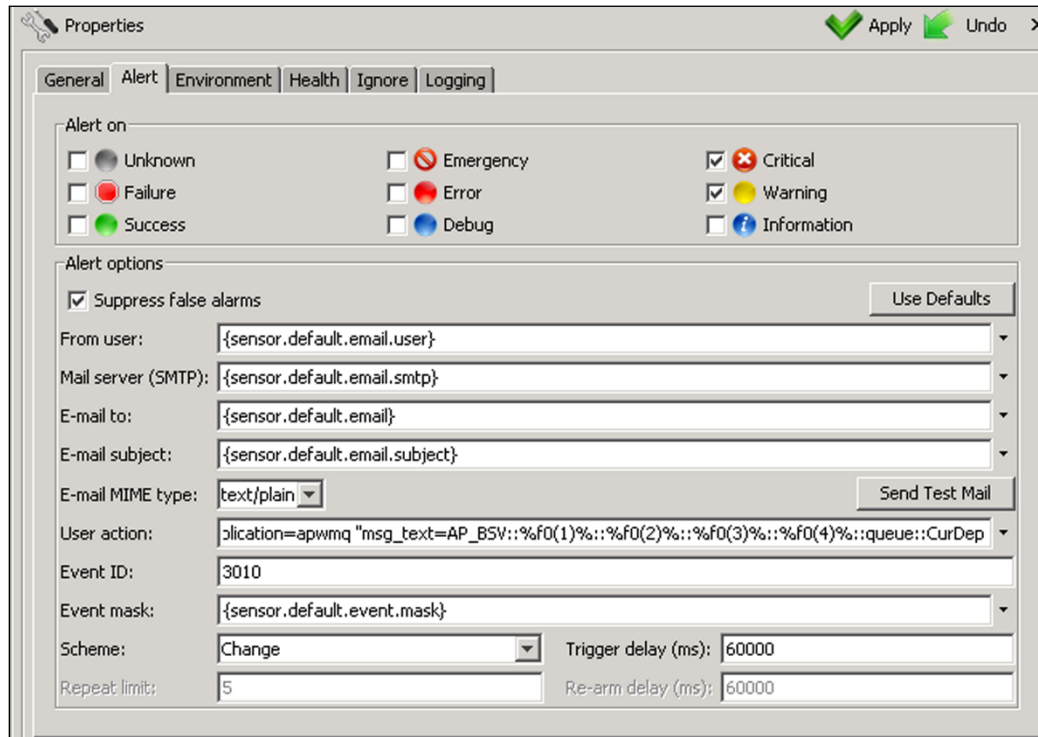 Properties Apply Undo
General Alert Environment Health Ignore Logging
Alert on
Unknown Emergency Critical
Failure Error Warning
Success Debug Information
Alert options
Suppress false alarms Use Defaults
From user: {sensor.default.email.user}
Mail server (SMTP): {sensor.default.email.smtp}
E-mail to: {sensor.default.email}
E-mail subject: {sensor.default.email.subject}
E-mail MIME type: text/plain Send Test Mail
User action: plication=apwmq "msg_text=AP_BSV::%f0(1)%::%f0(2)%::%f0(3)%::%f0(4)%::queue::CurDep
Event ID: 3010
Event mask: {sensor.default.event.mask}
Scheme: Change Trigger delay (ms): 60000
Repeat limit: 5 Re-arm delay (ms): 60000